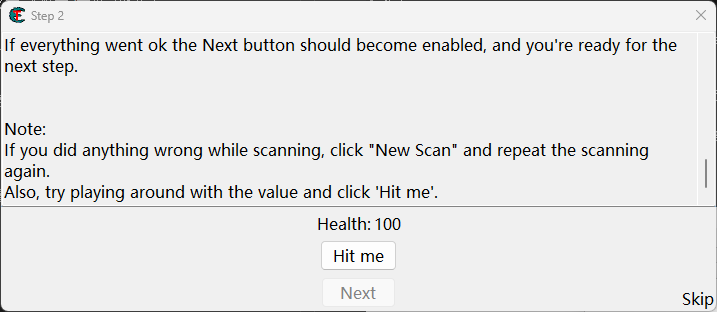 Step 2
If everything went ok the Next button should become enabled, and you're ready for the
next step.
Note:
If you did anything wrong while scanning, click "New Scan" and repeat the scanning
again.
Also, try playing around with the value and click 'Hit me'.
Health: 100
Hit me
Next
Skip